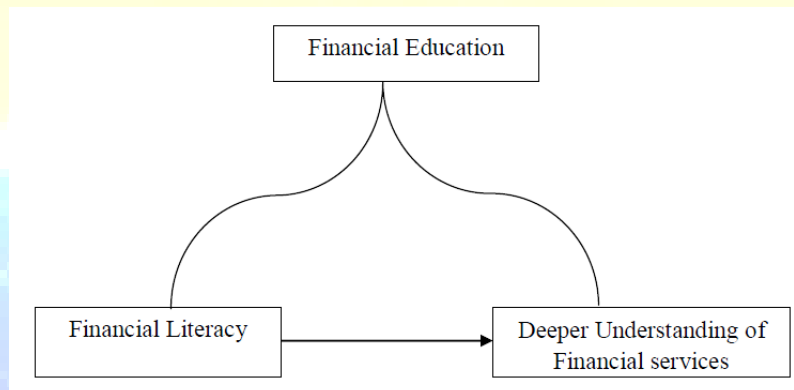 Financial Education
Financial Literacy
Deeper Understanding of
Financial services